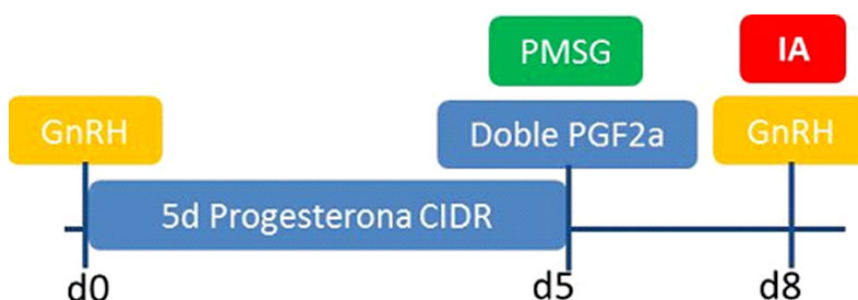 PMSG
IA
GnRH
Doble PGF2a
GnRH
5d Progesterona CIDR
d0
d5
d8